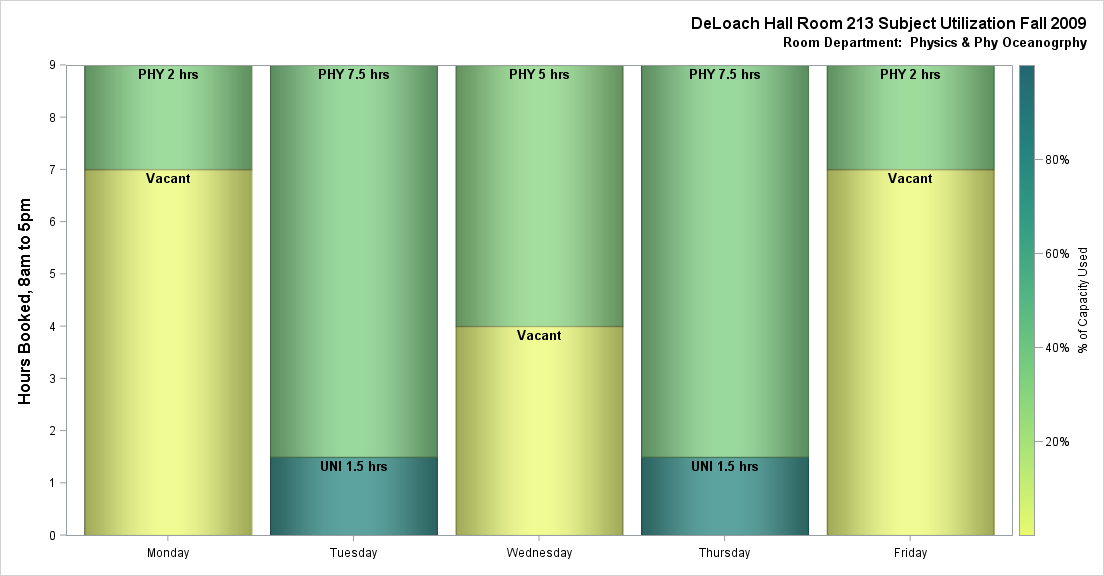 DeLoach Hall Room 213 Subject Utilization Fall 2009
Room Department:  Physics & Phy Oceanogrphy
Hours Booked, 8am to 5pm
9
8
7
6
5
4
3
2
1
0
PHY 2 hrs
Vacant
PHY 7.5 hrs
UNI 1.5 hrs
PHY 5 hrs
Vacant
PHY 7.5 hrs
UNI 1.5 hrs
PHY 2 hrs
Vacant
Monday
Tuesday
Wednesday
Thursday
Friday
80%
60%
40%
20%
% of Capacity Used